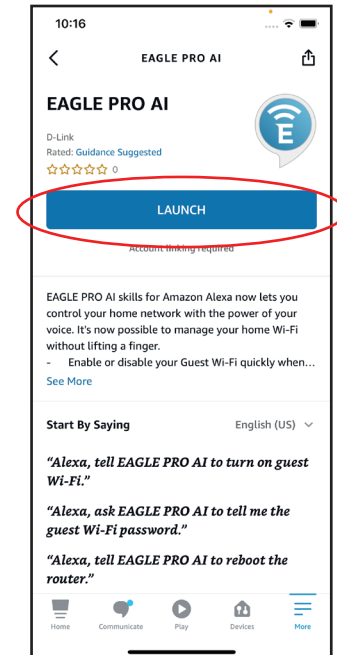 10:16
EAGLE PRO AI
EAGLE PRO AI
D-Link
Rated: Guidance Suggested
0
E
LAUNCH
Account linking required
EAGLE PRO AI skills for Amazon Alexa now lets you
control your home network with the power of your
voice. It's now possible to manage your home Wi-Fi
without lifting a finger.
- Enable or disable your Guest Wi-Fi quickly when...
See More
Start By Saying English (US)
“Alexa, tell EAGLE PRO AI to turn on guest
Wi-Fi.”
“Alexa, ask EAGLE PRO AI to tell me the
guest Wi-Fi password.”
“Alexa, tell EAGLE PRO AI to reboot the
router.”
Home Communicate Play Devices More